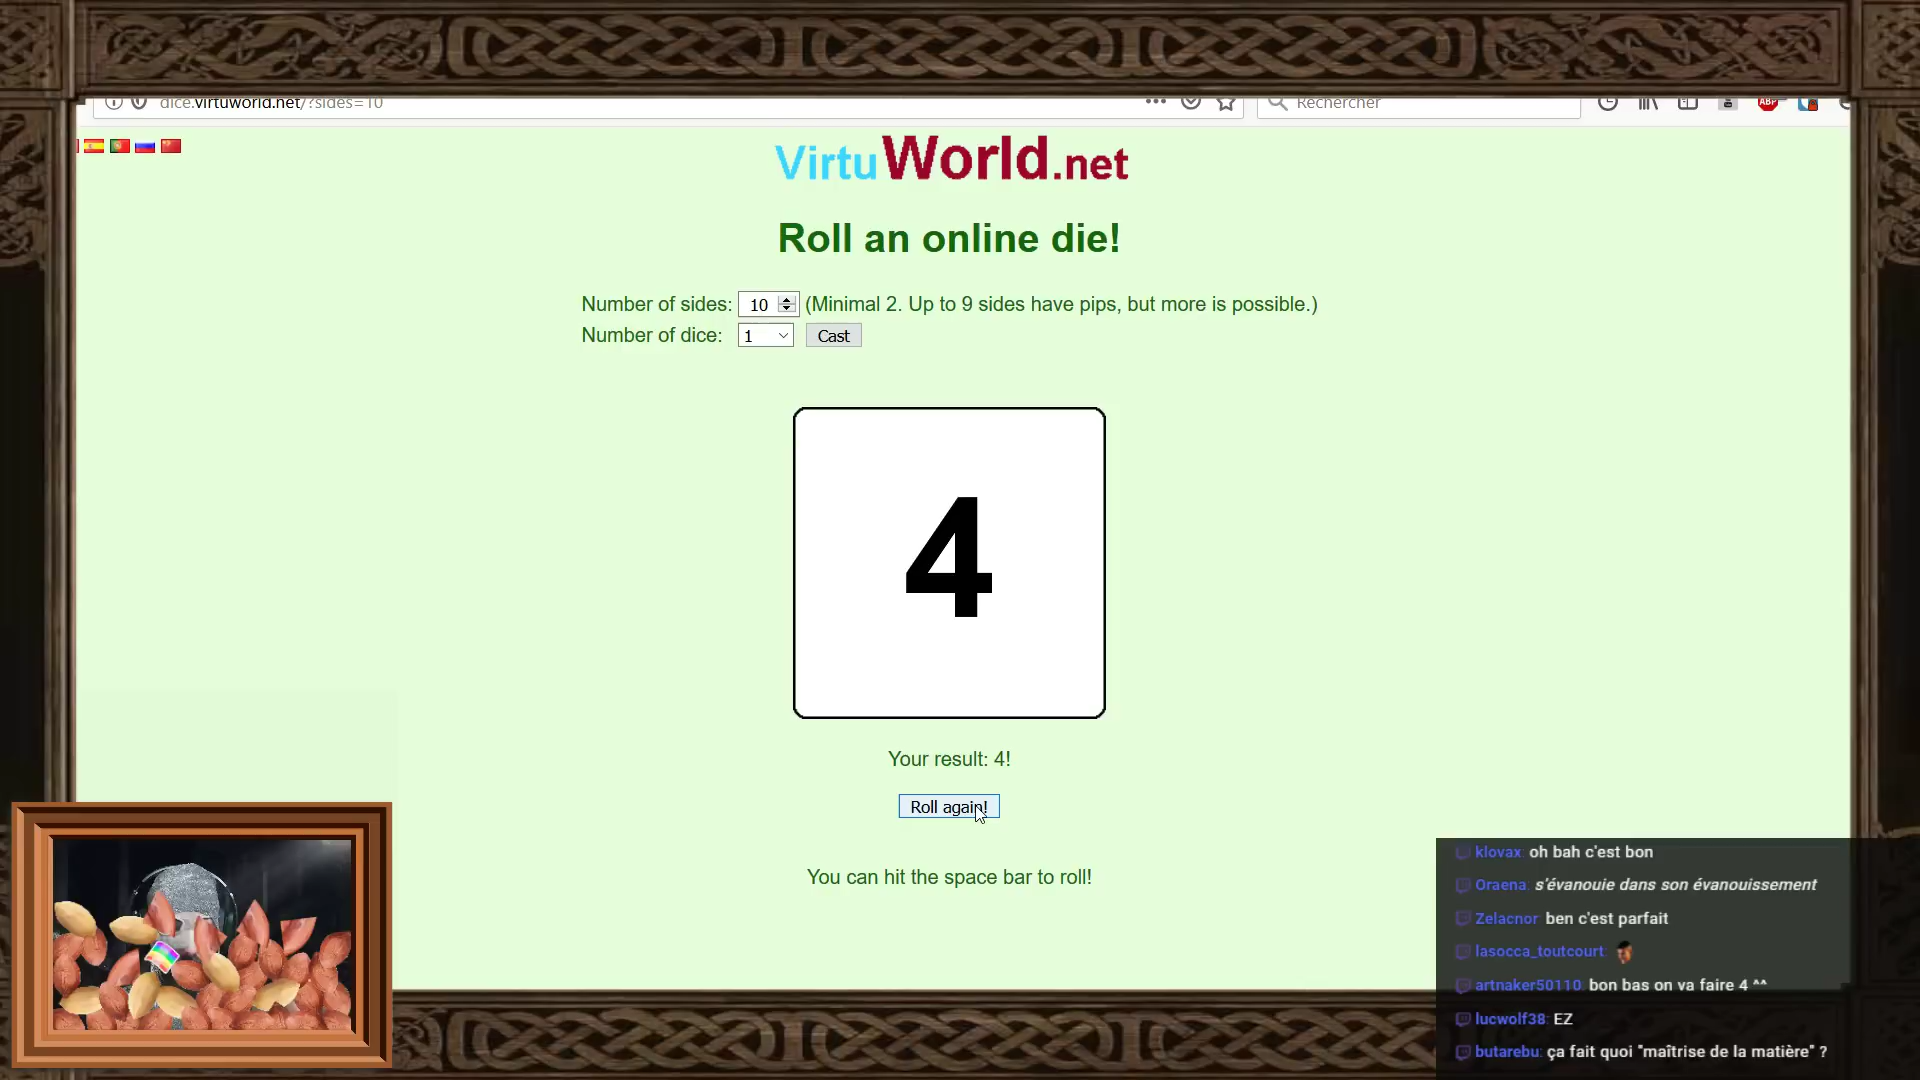 dice.virtuworld.net/?sides=10
Rechercher
ABP
VirtuWorld.net
Roll an online die!
Number of sides: 10 (Minimal 2. Up to 9 sides have pips, but more is possible.)
Number of dice: 1 Cast
4
Your result: 4!
Roll again!
You can hit the space bar to roll!
klovax: oh bah c'est bon
Oraena: s'évanouie dans son évanouissement
Zelacnor: ben c'est parfait
lasocca_toutcourt:
artnaker50110: bon bas on va faire 4 ^^
lucwolf38: EZ
butarebu: ça fait quoi "maîtrise de la matière" ?